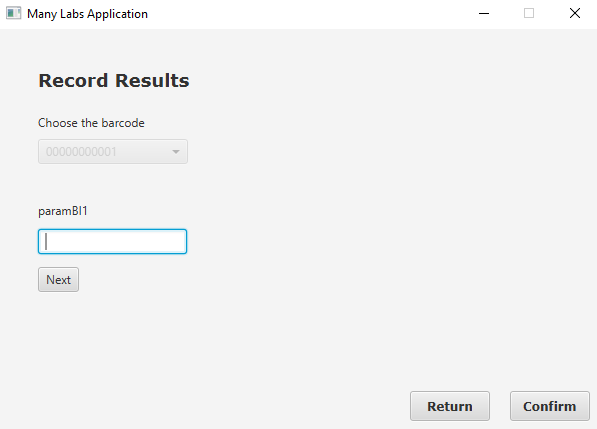 Many Labs Application
Record Results
Choose the barcode
00000000001
paramBI1
Next
Return
Confirm